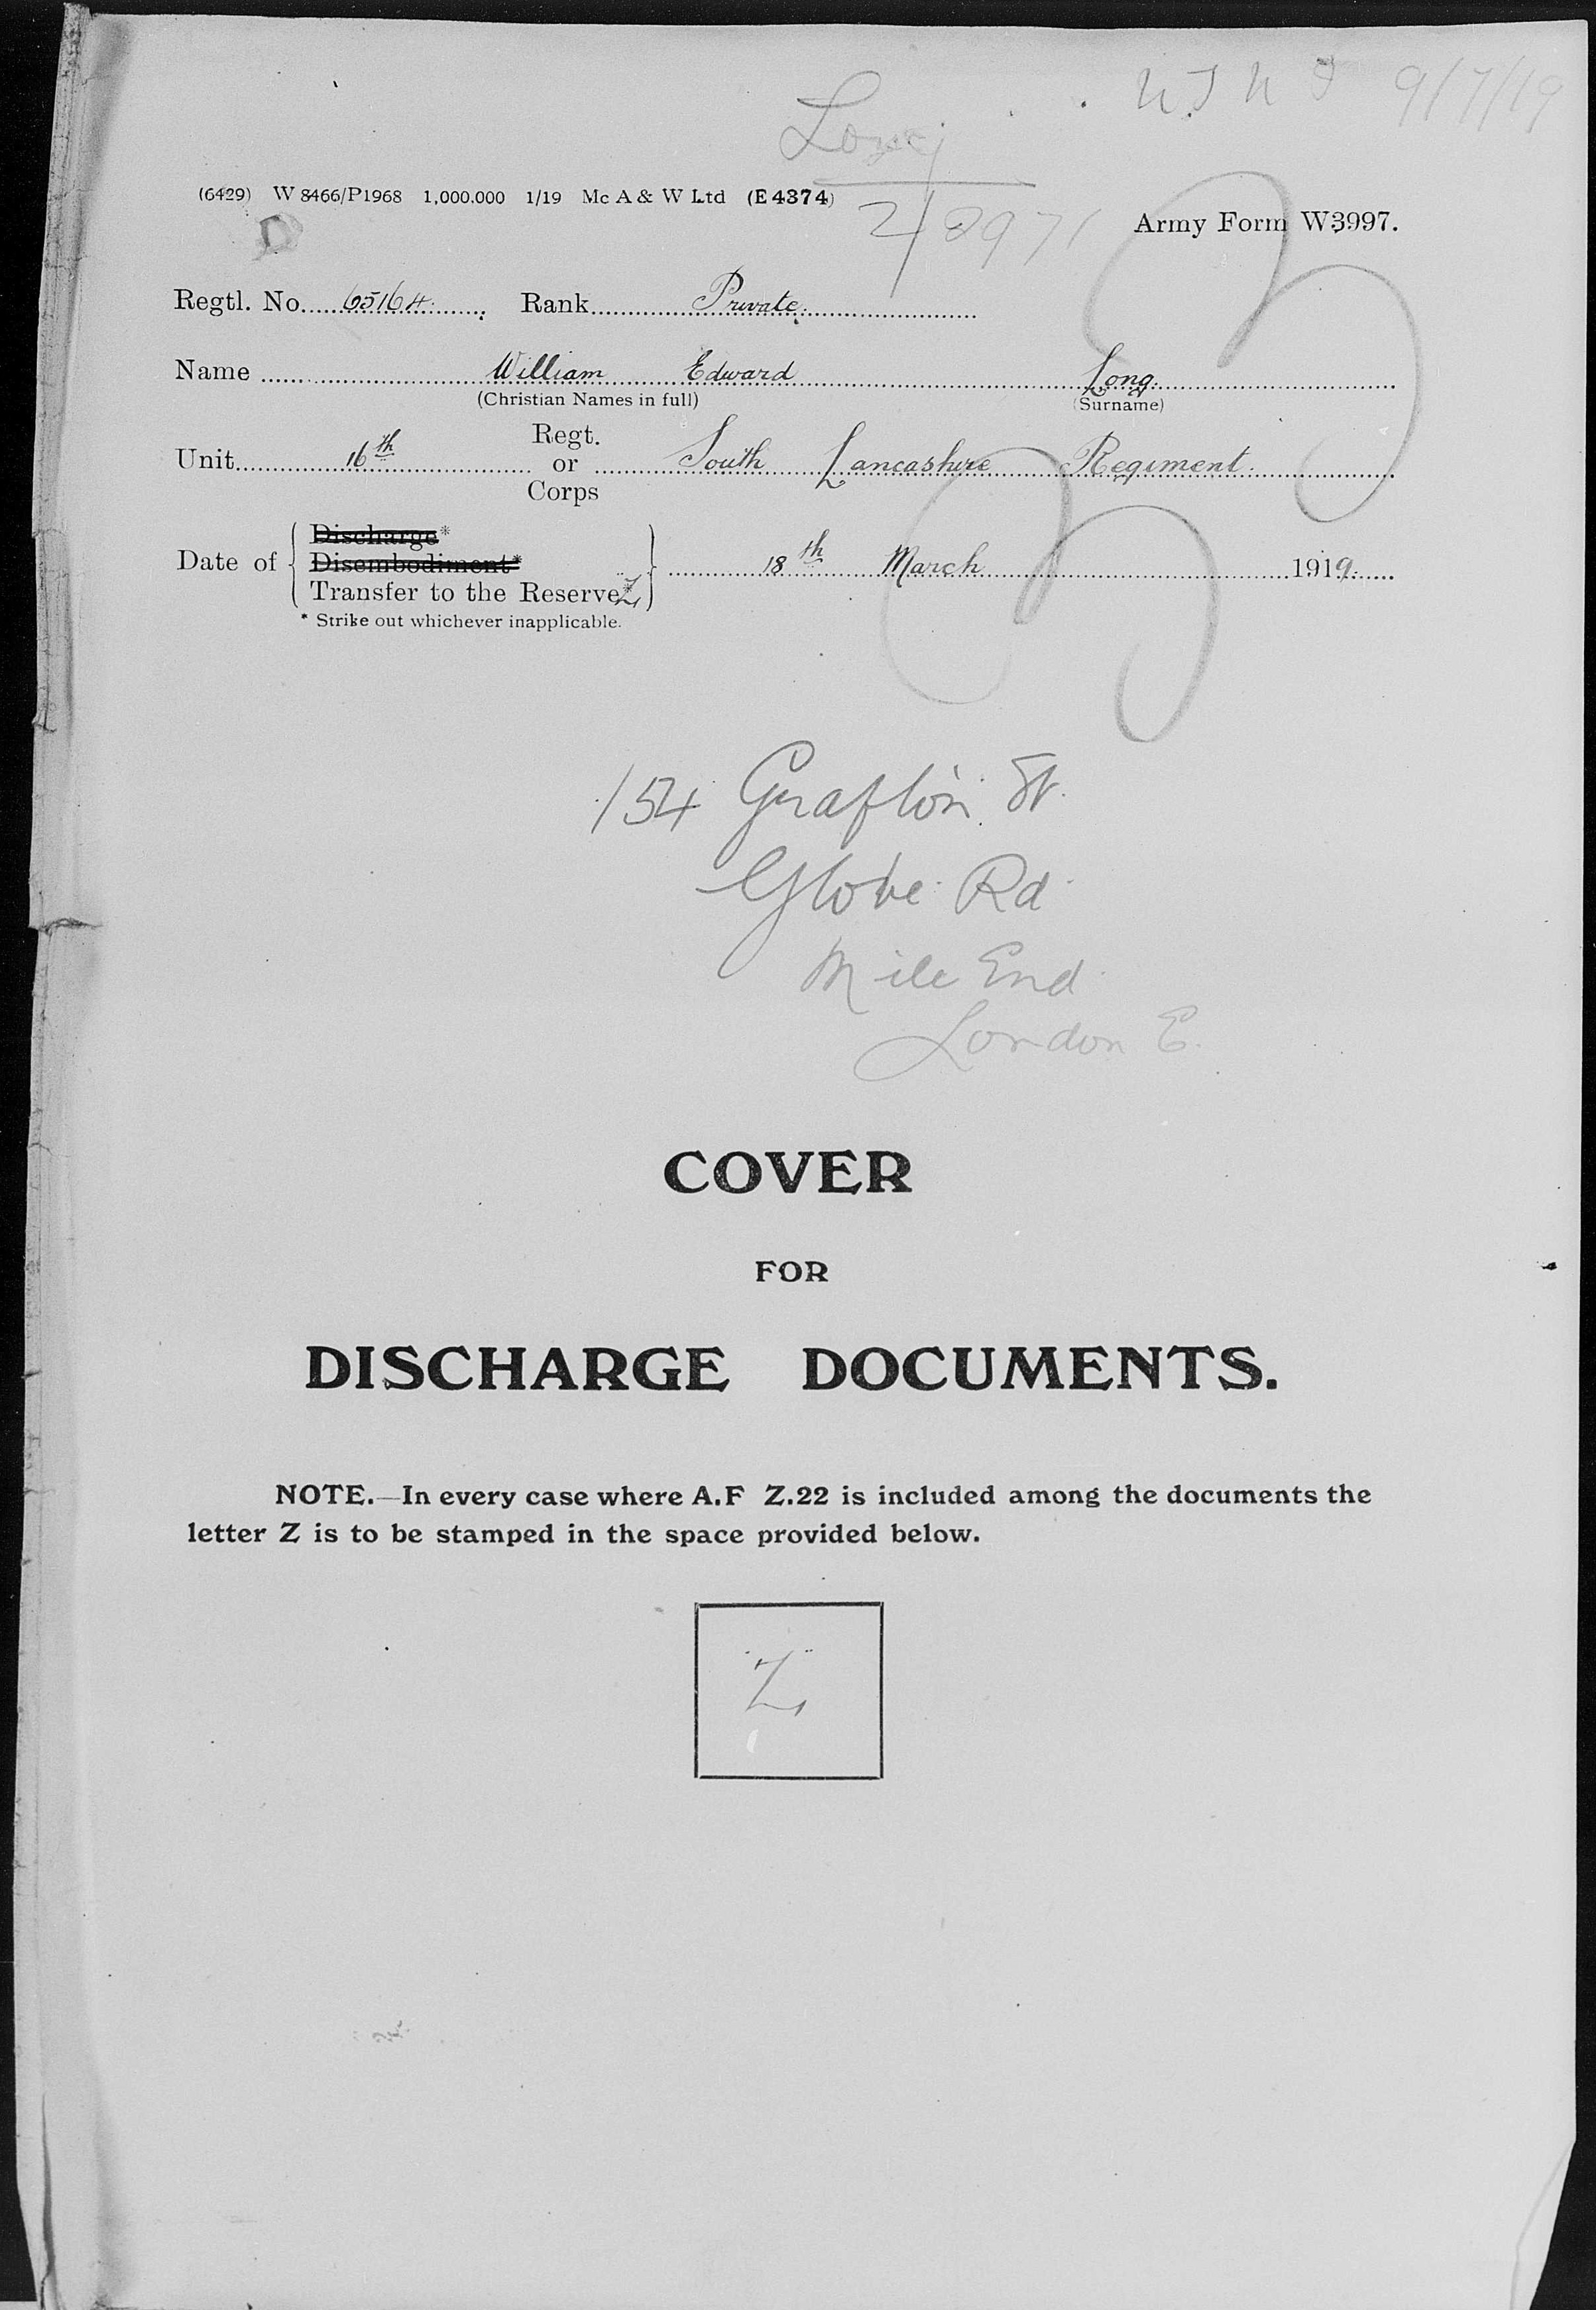 9/7/19
Long
2/8971
(6429) W 8466/P1968 1,000.000 1/19 Mc A & W Ltd (E 4374)
Army Form W3997.
Regtl. No. 65164. Rank Private.
Name William Edward Long.
(Christian Names in full) (Surname)
Unit 16th Regt. or Corps South Lancashire Regiment.
Date of
Discharge*
Disembodiment*
Transfer to the Reserve* Z
18th March 1919.
* Strike out whichever inapplicable.
154 Grafton St.
Globe Rd
Mile End
London E.
COVER
FOR
DISCHARGE DOCUMENTS.
NOTE.—In every case where A.F Z.22 is included among the documents the
letter Z is to be stamped in the space provided below.
Z